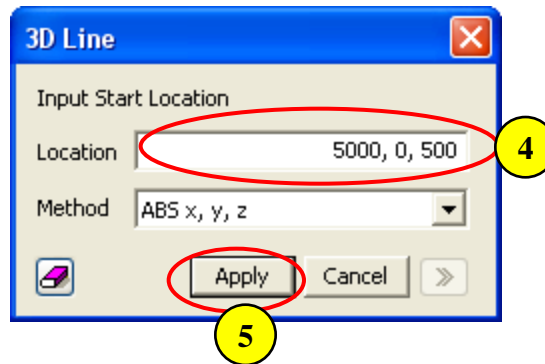 3D Line
Input Start Location
Location 5000, 0, 500
4
Method ABS x, y, z
Apply Cancel
5